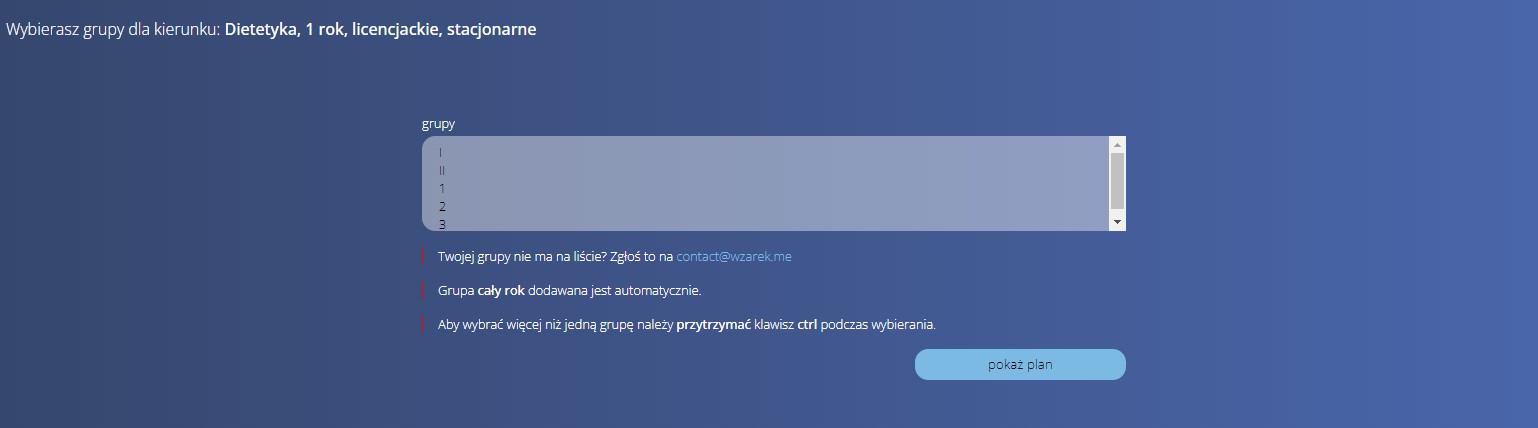 Wybierasz grupy dla kierunku: Dietetyka, 1 rok, licencjackie, stacjonarne
grupy
I
II
1
2
3
Twojej grupy nie ma na liście? Zgłoś to na contact@wzarek.me
Grupa cały rok dodawana jest automatycznie.
Aby wybrać więcej niż jedną grupę należy przytrzymać klawisz ctrl podczas wybierania.
pokaż plan